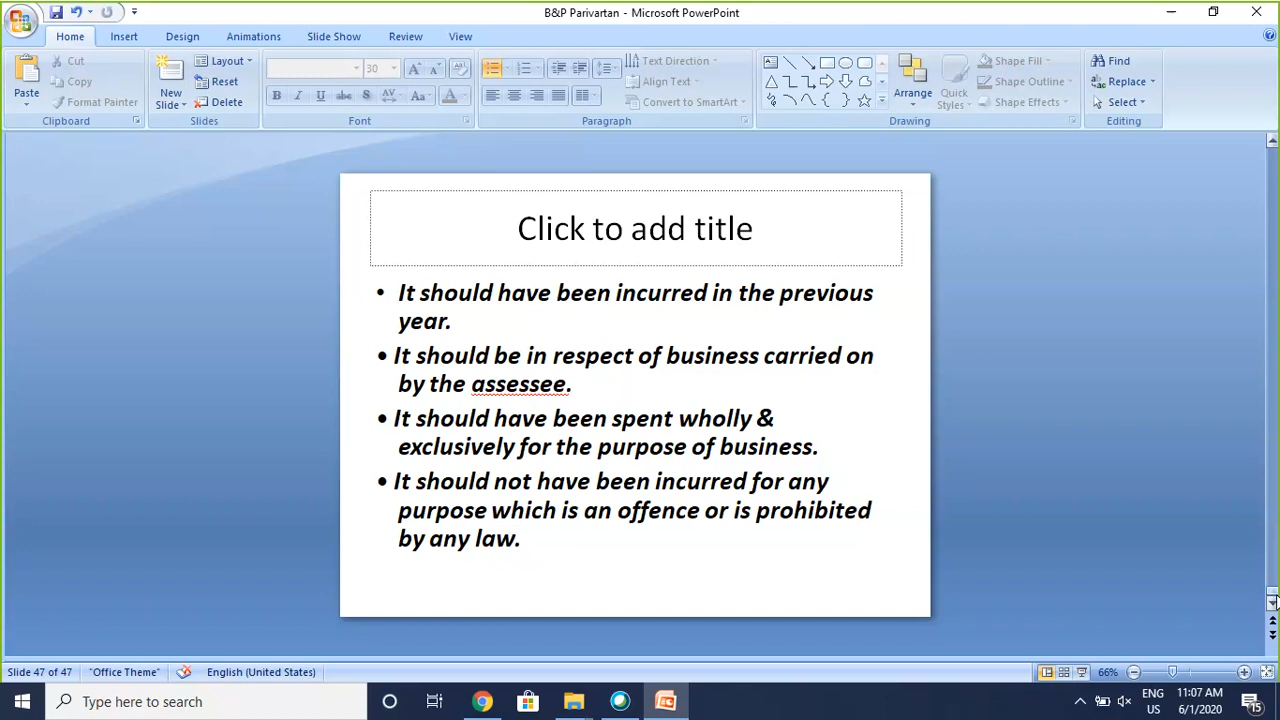 B&P Parivartan - Microsoft PowerPoint
Home Insert Design Animations Slide Show Review View
Paste
Cut
Copy
Format Painter
Clipboard
New Slide
Layout
Reset
Delete
Slides
30
B I U abc S AV Aa A
Font
Text Direction
Align Text
Convert to SmartArt
Paragraph
Arrange
Quick Styles
Shape Fill
Shape Outline
Shape Effects
Drawing
Find
Replace
Select
Editing
Click to add title
• It should have been incurred in the previous
year.
• It should be in respect of business carried on
by the assessee.
• It should have been spent wholly &
exclusively for the purpose of business.
• It should not have been incurred for any
purpose which is an offence or is prohibited
by any law.
Slide 47 of 47 "Office Theme" English (United States) 66%
Type here to search
ENG
US
11:07 AM
6/1/2020
15